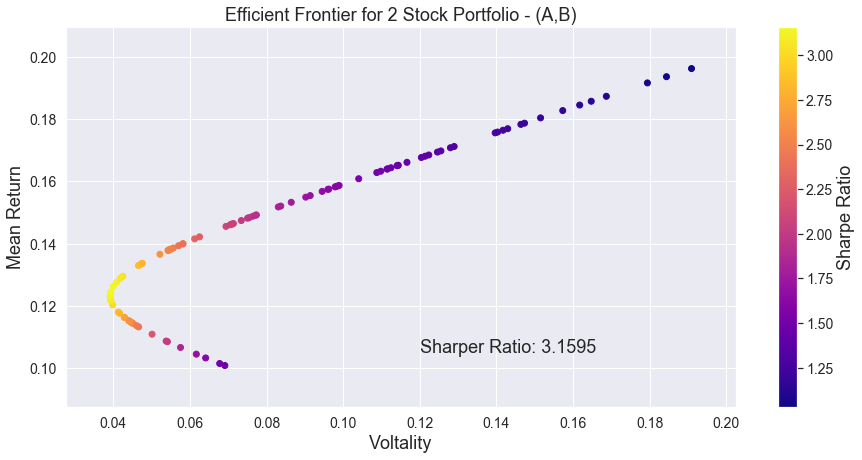 Efficient Frontier for 2 Stock Portfolio - (A,B)
0.20
0.18
0.16
0.14
0.12
0.10
Mean Return
0.04 0.06 0.08 0.10 0.12 0.14 0.16 0.18 0.20
Voltality
Sharper Ratio: 3.1595
3.00
2.75
2.50
2.25
2.00
1.75
1.50
1.25
Sharpe Ratio